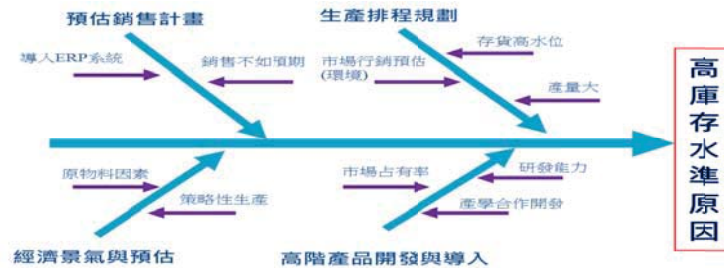 預估銷售計畫
生產排程規劃
導入ERP系統
銷售不如預期
市場行銷預估
(環境)
存貨高水位
產量大
高庫存水準原因
原物料因素
策略性生產
市場占有率
研發能力
產學合作開發
經濟景氣與預估
高階產品開發與導入